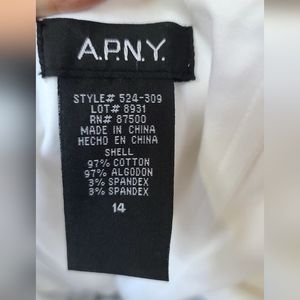 A.P.N.Y.
STYLE# 524-309
LOT# 8931
RN# 87500
MADE IN CHINA
HECHO EN CHINA
SHELL
97% COTTON
97% ALGODON
3% SPANDEX
3% SPANDEX
14